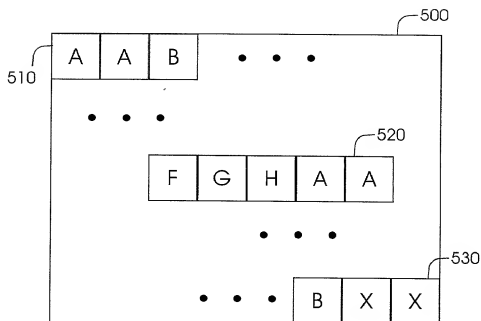 500
510 A A B • • •
• • •
520
F G H A A
• • •
530
• • • B X X